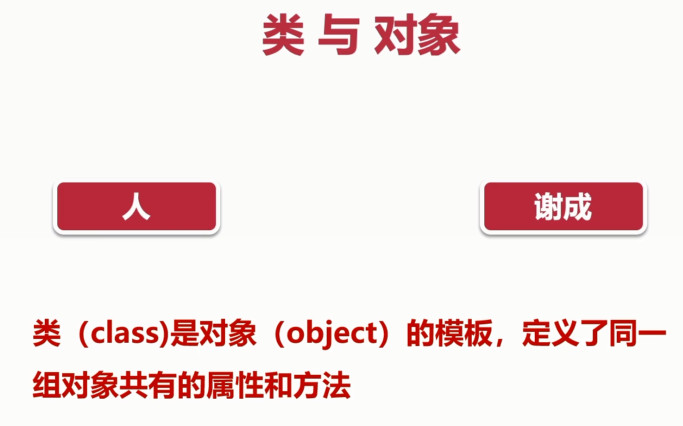 类 与 对象
人
谢成
类（class)是对象（object）的模板，定义了同一
组对象共有的属性和方法